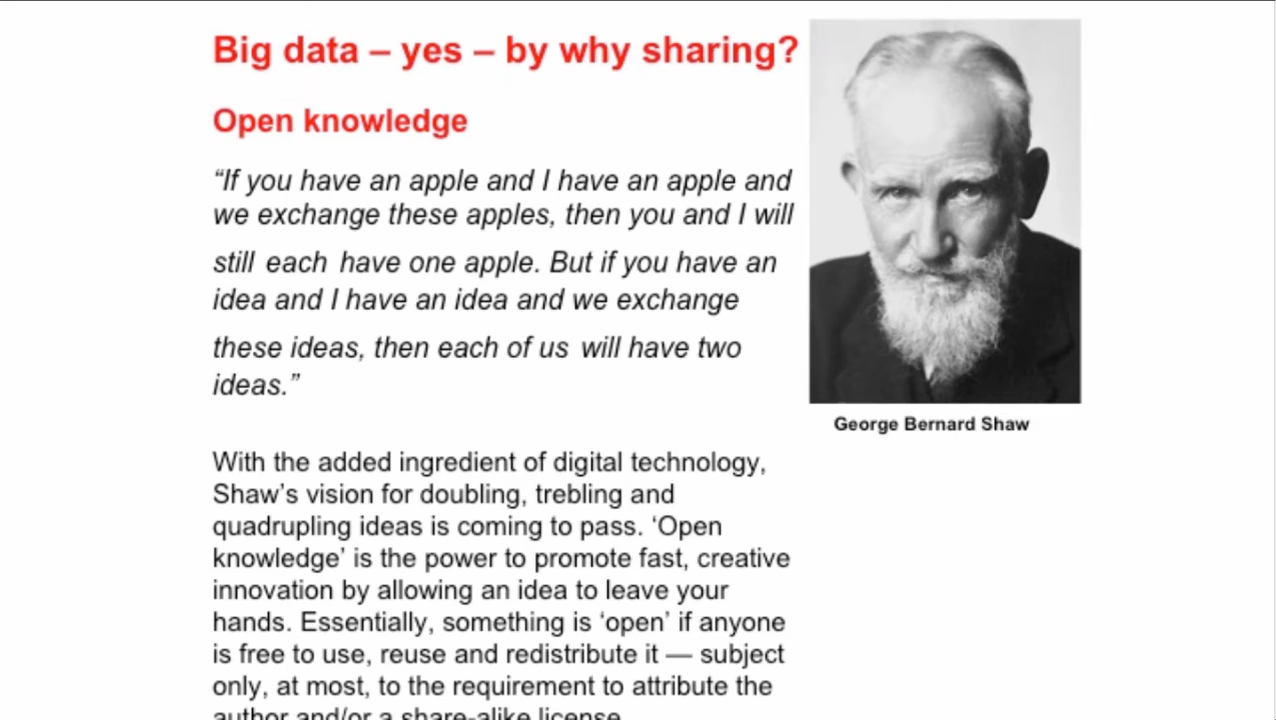 Big data – yes – by why sharing?
Open knowledge
“If you have an apple and I have an apple and
we exchange these apples, then you and I will
still each have one apple. But if you have an
idea and I have an idea and we exchange
these ideas, then each of us will have two
ideas.”
George Bernard Shaw
With the added ingredient of digital technology,
Shaw’s vision for doubling, trebling and
quadrupling ideas is coming to pass. ‘Open
knowledge’ is the power to promote fast, creative
innovation by allowing an idea to leave your
hands. Essentially, something is ‘open’ if anyone
is free to use, reuse and redistribute it — subject
only, at most, to the requirement to attribute the
author and/or a share-alike license.